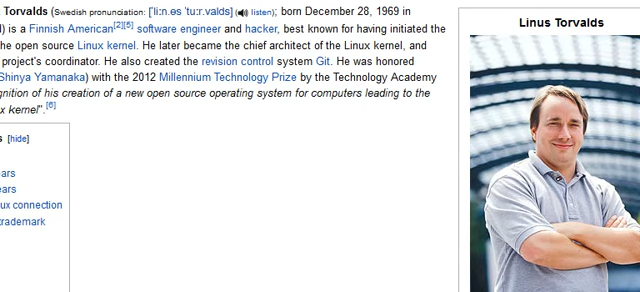 Torvalds (Swedish pronunciation: [ˈliːn.ɵs ˈtuːr.valds] ( listen); born December 28, 1969 in
) is a Finnish American[2][5] software engineer and hacker, best known for having initiated the
he open source Linux kernel. He later became the chief architect of the Linux kernel, and
project's coordinator. He also created the revision control system Git. He was honored
Shinya Yamanaka) with the 2012 Millennium Technology Prize by the Technology Academy
gnition of his creation of a new open source operating system for computers leading to the
x kernel".[6]
s [hide]
ars
ears
ux connection
trademark
Linus Torvalds